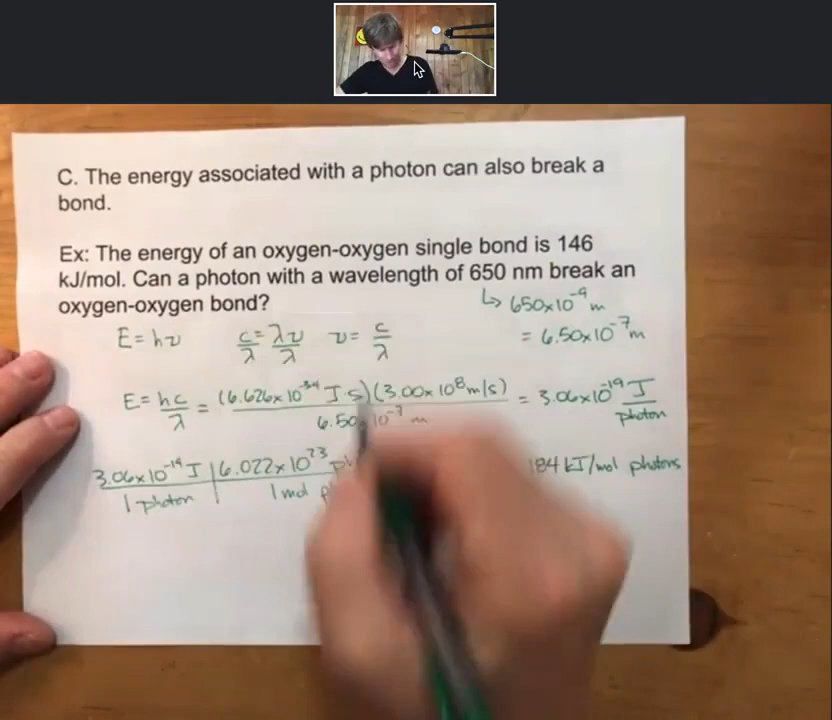 C. The energy associated with a photon can also break a
bond.
Ex: The energy of an oxygen-oxygen single bond is 146
kJ/mol. Can a photon with a wavelength of 650 nm break an
oxygen-oxygen bond?
↳ 650x10⁻⁹ m
E = hν c/λ = λν/λ ν = c/λ
= 6.50x10⁻⁷ m
E = hc/λ = (6.626x10⁻³⁴ J·s)(3.00x10⁸ m/s) / 6.50x10⁻⁷ m = 3.06x10⁻¹⁹ J/photon
3.06x10⁻¹⁹ J 6.022x10²³
184 kJ/mol photons
1 photon 1 mol